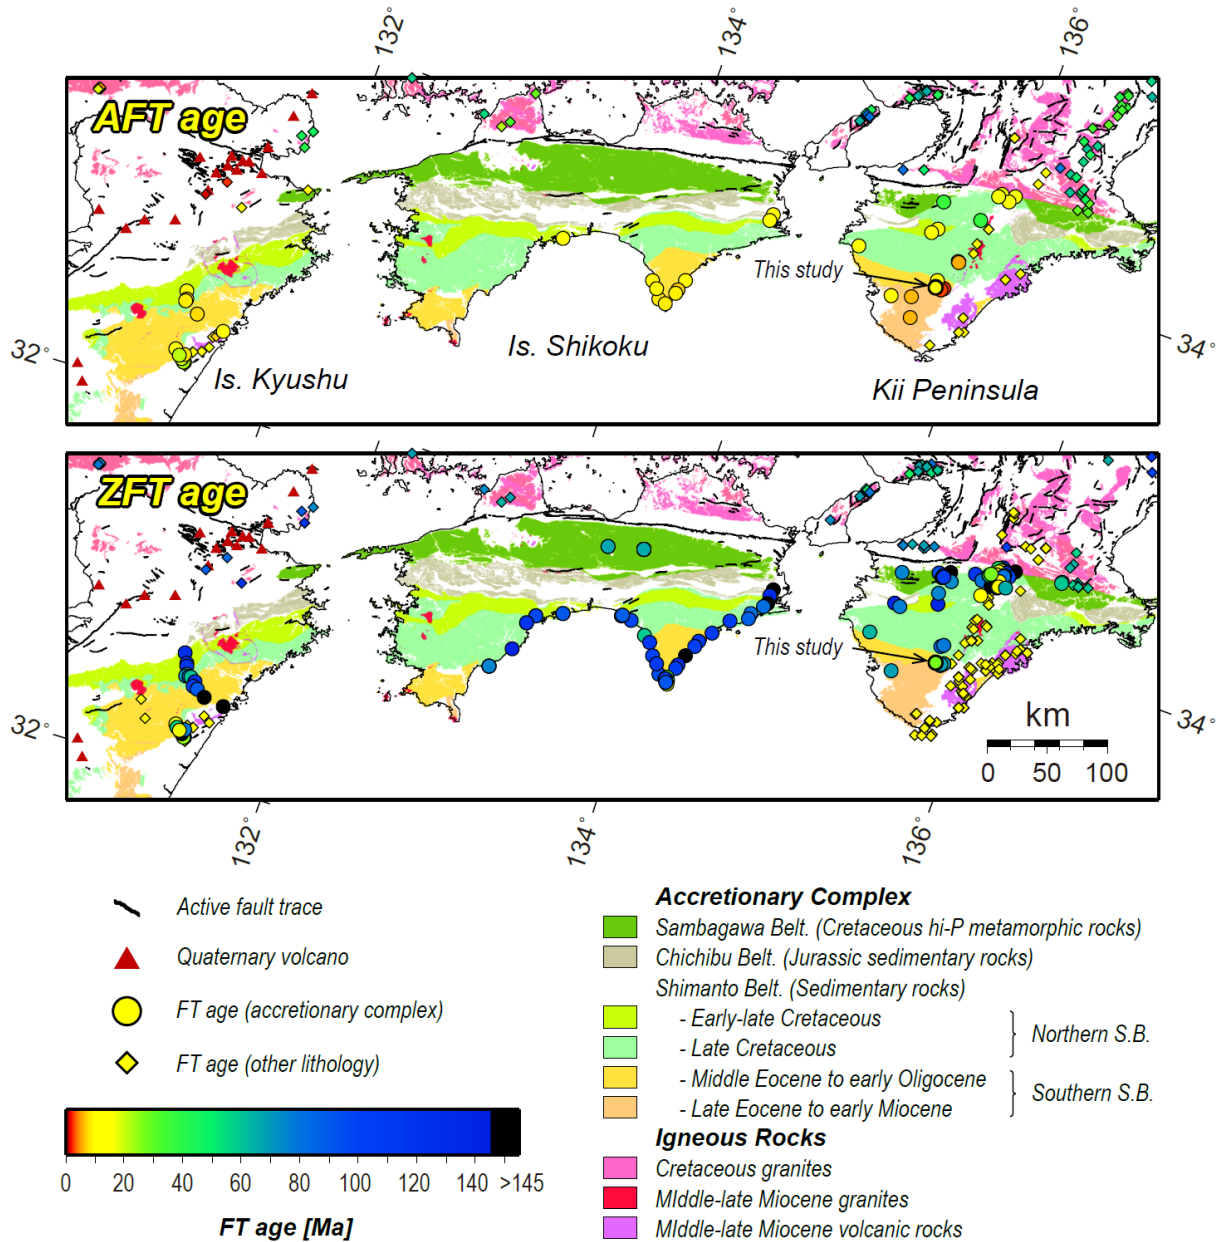 132°
134°
136°
AFT age
This study
32°
Is. Kyushu
Is. Shikoku
Kii Peninsula
34°
ZFT age
This study
32°
34°
km
0 50 100
132°
134°
136°
Active fault trace
Quaternary volcano
FT age (accretionary complex)
FT age (other lithology)
0 20 40 60 80 100 120 140 >145
FT age [Ma]
Accretionary Complex
Sambagawa Belt. (Cretaceous hi-P metamorphic rocks)
Chichibu Belt. (Jurassic sedimentary rocks)
Shimanto Belt. (Sedimentary rocks)
- Early-late Cretaceous
- Late Cretaceous
Northern S.B.
- Middle Eocene to early Oligocene
- Late Eocene to early Miocene
Southern S.B.
Igneous Rocks
Cretaceous granites
MIddle-late Miocene granites
MIddle-late Miocene volcanic rocks